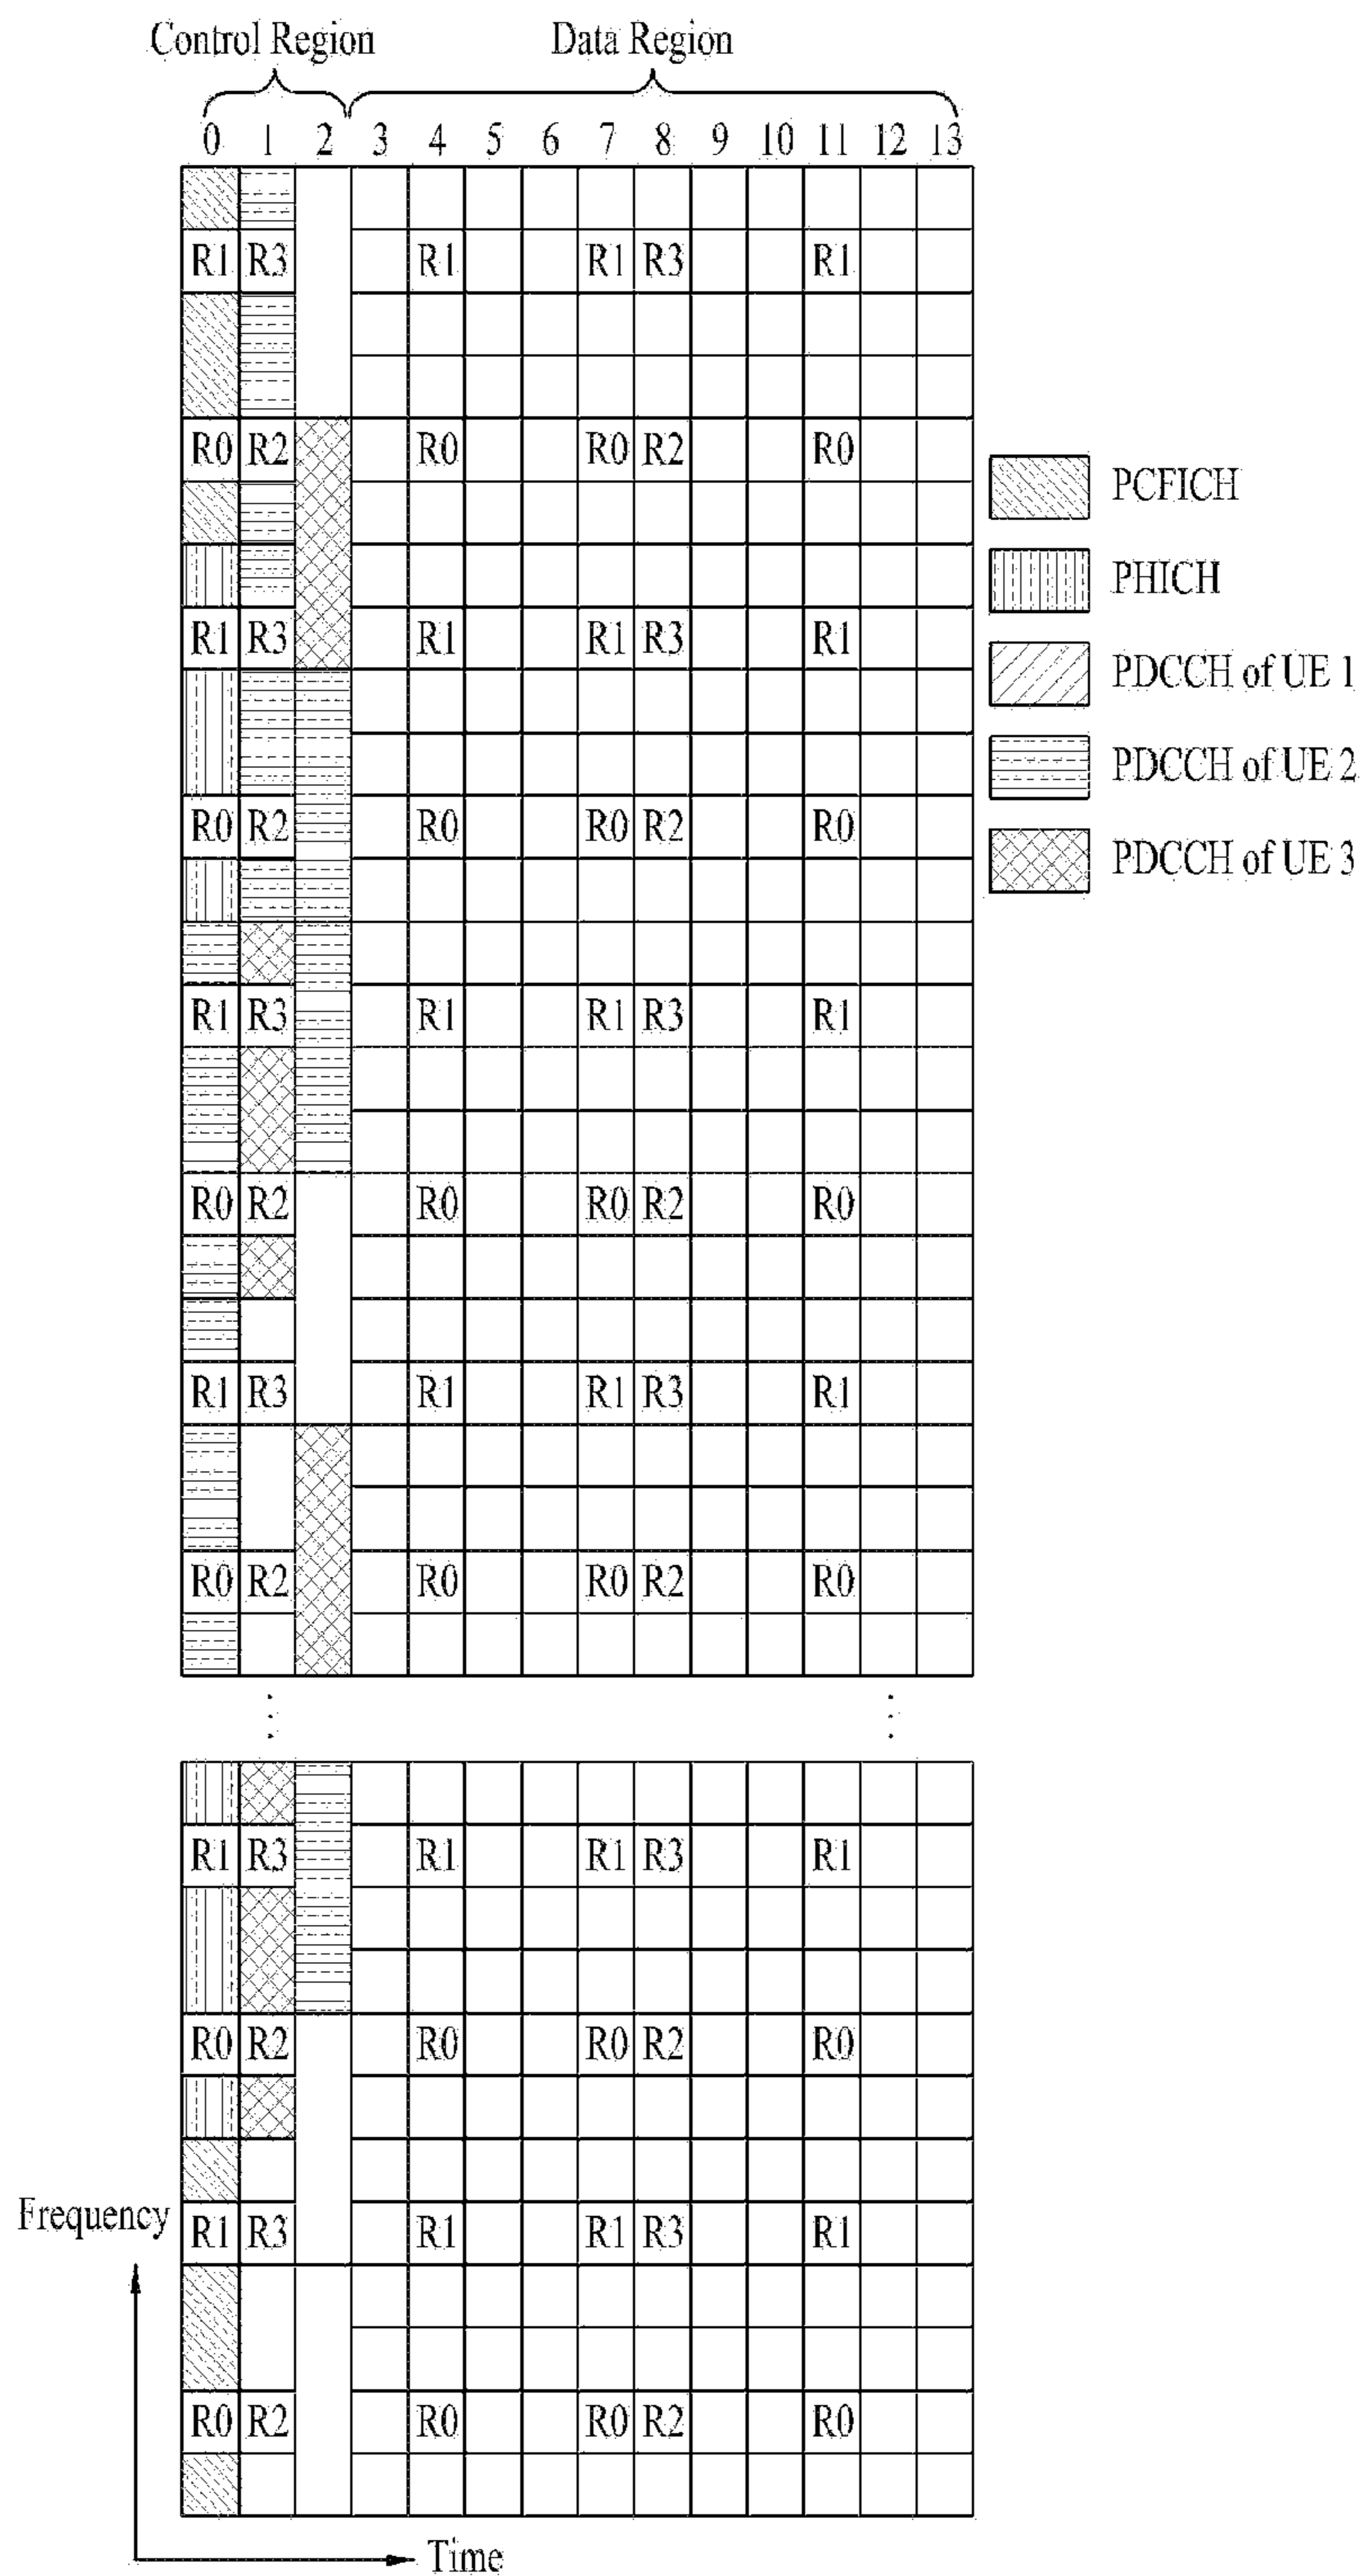 Control Region Data Region
0 1 2 3 4 5 6 7 8 9 10 11 12 13
R1 R3 R1 R1 R3 R1
R0 R2 R0 R0 R2 R0
PCFICH
PHICH
R1 R3 R1 R1 R3 R1
PDCCH of UE 1
PDCCH of UE 2
R0 R2 R0 R0 R2 R0
PDCCH of UE 3
R1 R3 R1 R1 R3 R1
R0 R2 R0 R0 R2 R0
R1 R3 R1 R1 R3 R1
R0 R2 R0 R0 R2 R0
R1 R3 R1 R1 R3 R1
R0 R2 R0 R0 R2 R0
Frequency
R1 R3 R1 R1 R3 R1
R0 R2 R0 R0 R2 R0
Time